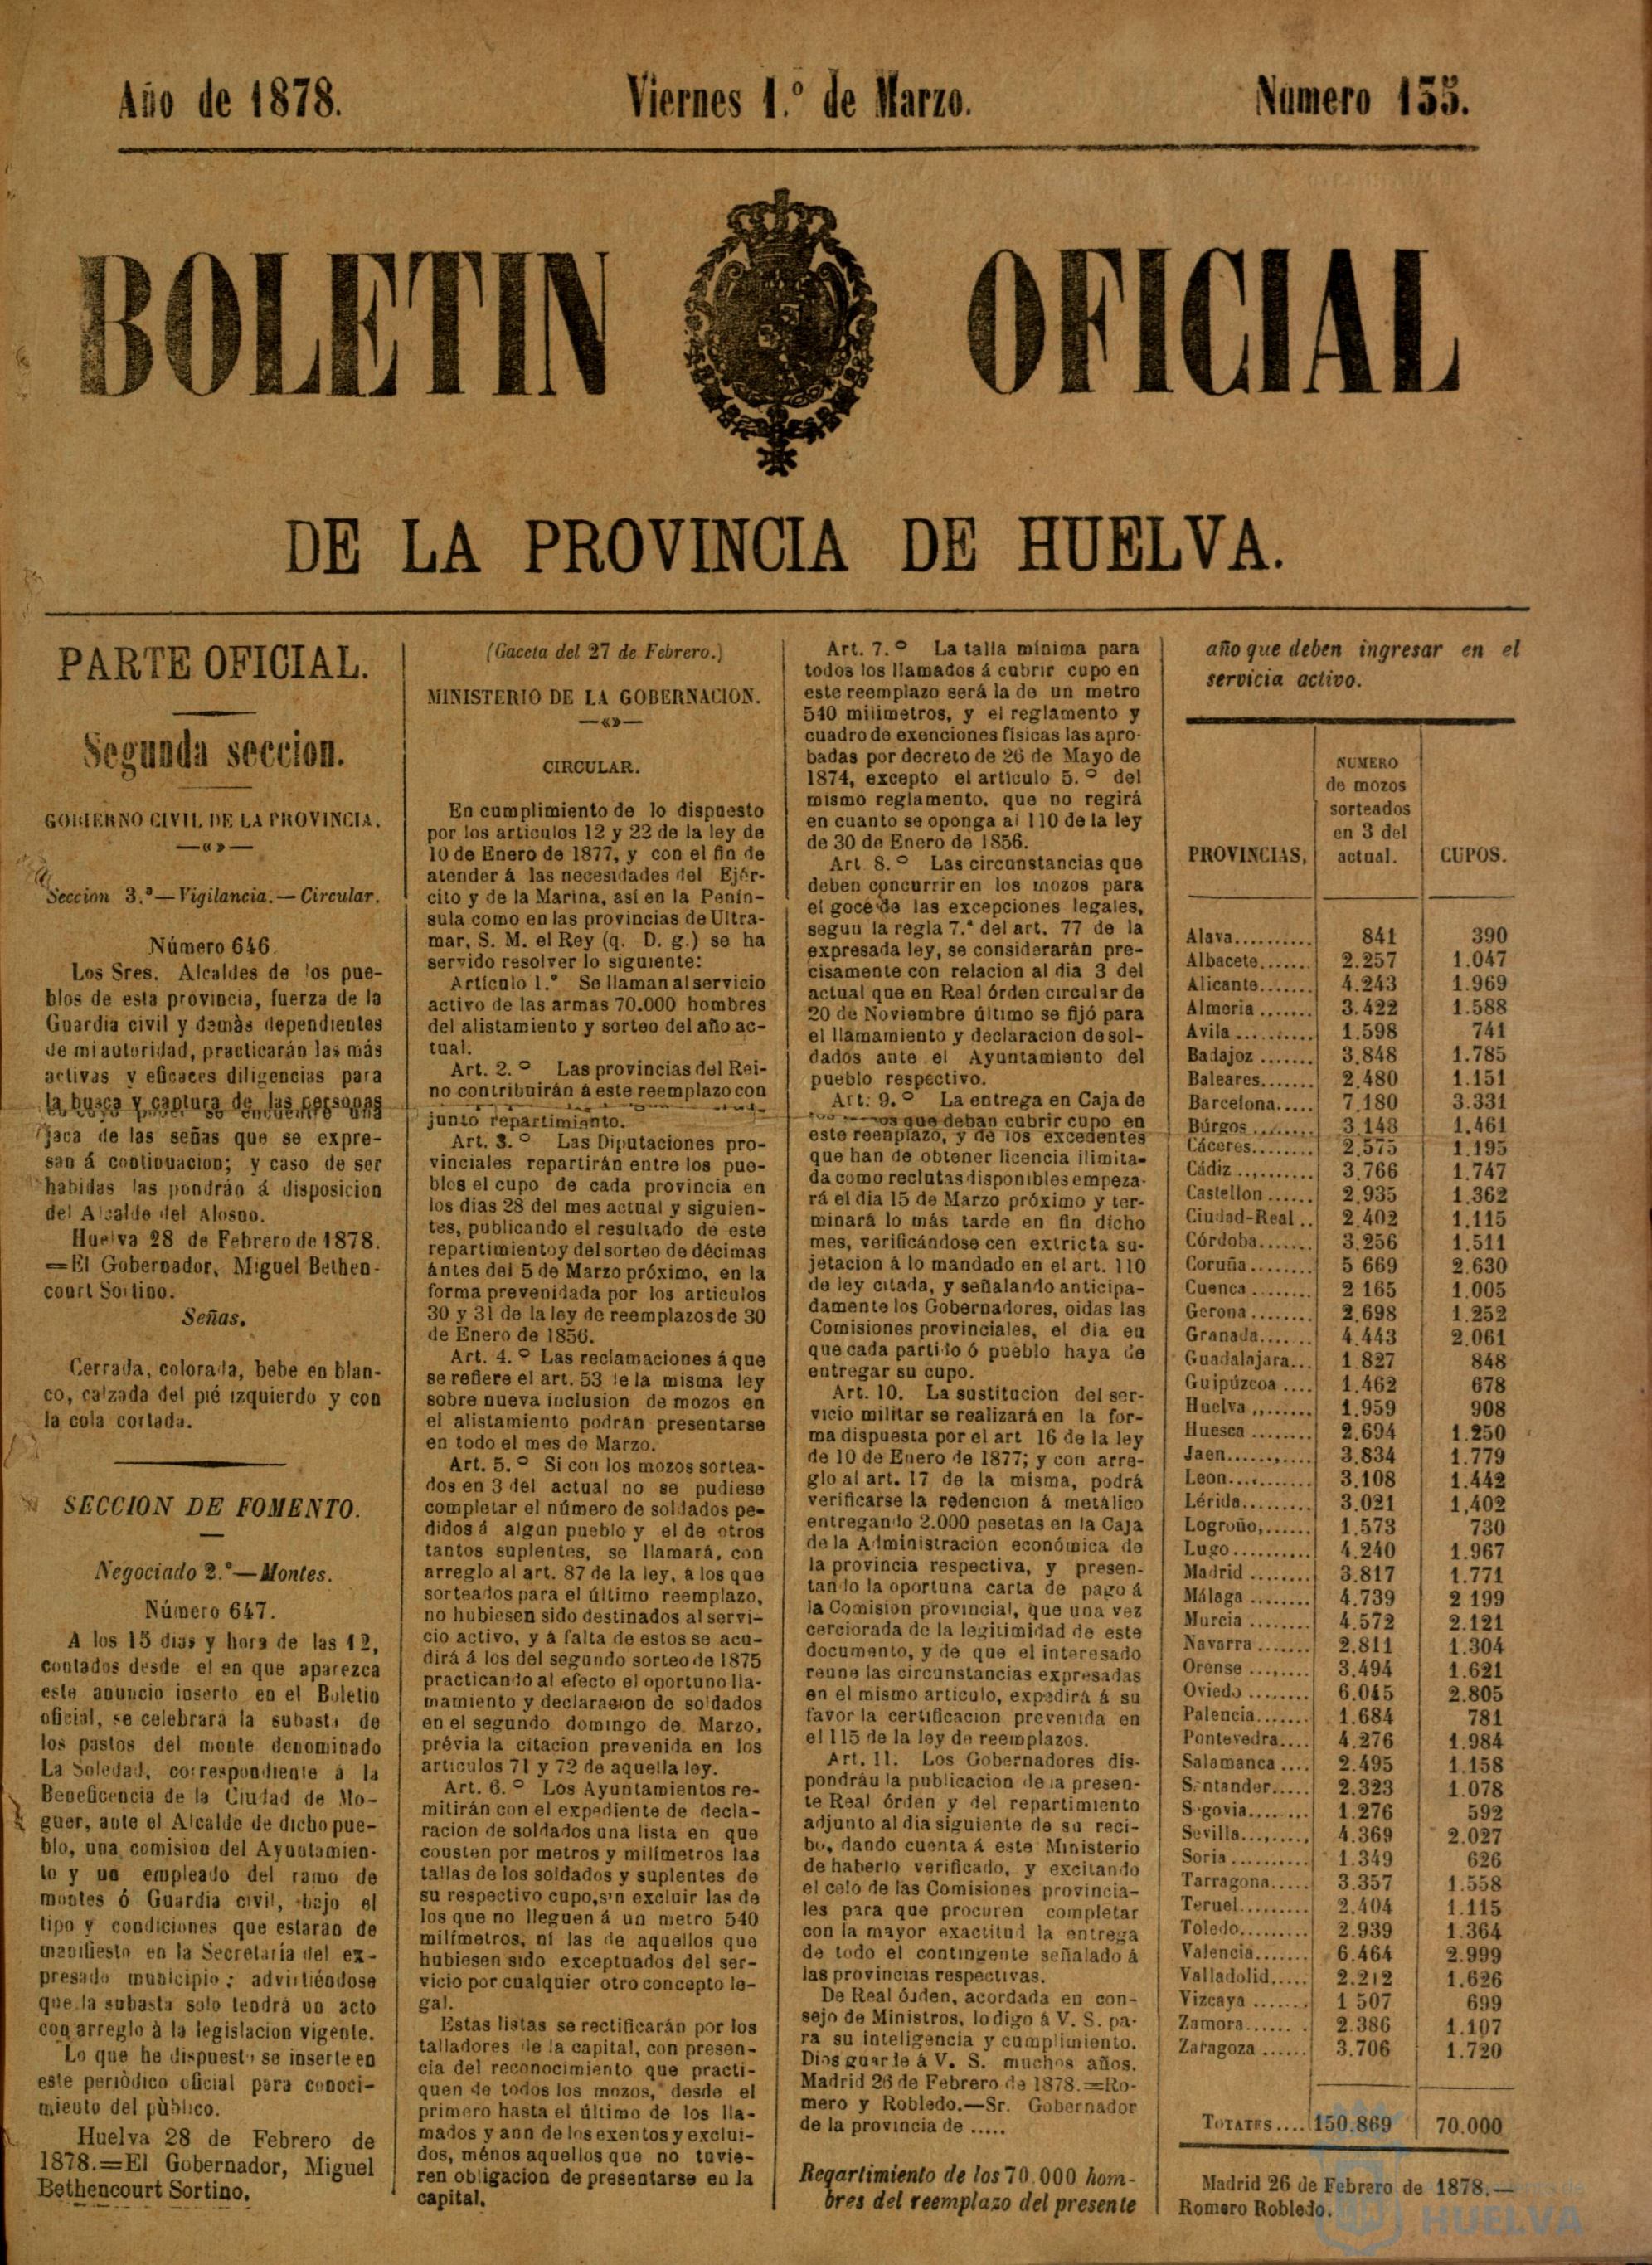 Año de 1878.
Viernes 1.º de Marzo.
Número 155.
BOLETIN OFICIAL
DE LA PROVINCIA DE HUELVA.
PARTE OFICIAL.
Segunda seccion.
GOBIERNO CIVIL DE LA PROVINCIA.
—«»—
Seccion 3.ª—Vigilancia.—Circular.
Número 646.
Los Sres. Alcaldes de los pue-
blos de esta provincia, fuerza de la
Guardia civil y demàs dependientes
de mi autoridad, practicarán las más
activas y eficaces diligencias para
la busca y captura de las personas
jaca de las señas que se expre-
san á continuacion; y caso de ser
habidas las pondrán á disposicion
del Alcalde del Alosno.
Huelva 28 de Febrero de 1878.
=El Gobernador, Miguel Bethen-
court Sortino.
Señas.
Cerrada, colorada, bebe en blan-
co, calzada del pié izquierdo y con
la cola cortada.
SECCION DE FOMENTO.
Negociado 2.º—Montes.
Número 647.
A los 15 dias y hora de las 12,
contados desde el en que aparezca
este anuncio inserto en el Boletin
oficial, se celebrará la subasta de
los pastos del monte denominado
La Soledad, correspondiente á la
Beneficencia de la Ciudad de Mo-
guer, ante el Alcalde de dicho pue-
blo, una comision del Ayuntamien-
to y un empleado del ramo de
montes ó Guardia civil, bajo el
tipo y condiciones que estarán de
manifiesto en la Secretaría del ex-
presado municipio; advirtiéndose
que la subasta solo tendrá un acto
con arreglo à la legislacion vigente.
Lo que he dispuesto se inserte en
este periòdico oficial para conoci-
miento del pùblico.
Huelva 28 de Febrero de
1878.=El Gobernador, Miguel
Bethencourt Sortino.
(Gaceta del 27 de Febrero.)
MINISTERIO DE LA GOBERNACION.
—«»—
CIRCULAR.
En cumplimiento de lo dispuesto
por los articulos 12 y 22 de la ley de
10 de Enero de 1877, y con el fin de
atender á las necesidades del Ejér-
cito y de la Marina, asi en la Penín-
sula como en las provincias de Ultra-
mar, S. M. el Rey (q. D. g.) se ha
servido resolver lo siguiente:
Artículo 1.º Se llaman al servicio
activo de las armas 70.000 hombres
del alistamiento y sorteo del año ac-
tual.
Art. 2.º Las provincias del Rei-
no contribuirán á este reemplazo con
junto repartimiento.
Art. 3.º Las Diputaciones pro-
vinciales repartirán entre los pue-
blos el cupo de cada provincia en
los dias 28 del mes actual y siguien-
tes, publicando el resultado de este
repartimiento y del sorteo de décimas
ántes del 5 de Marzo próximo, en la
forma prevenidada por los articulos
30 y 31 de la ley de reemplazos de 30
de Enero de 1856.
Art. 4.º Las reclamaciones á que
se refiere el art. 53 de la misma ley
sobre nueva inclusion de mozos en
el alistamiento podrán presentarse
en todo el mes de Marzo.
Art. 5.º Si con los mozos sortea-
dos en 3 del actual no se pudiese
completar el número de soldados pe-
didos á algun pueblo y el de otros
tantos suplentes, se llamará, con
arreglo al art. 87 de la ley, á los que
sorteados para el último reemplazo,
no hubiesen sido destinados al servi-
cio activo, y á falta de estos se acu-
dirá á los del segundo sorteo de 1875
practicando al efecto el oportuno lla-
mamiento y declaracion de soldados
en el segundo domingo de Marzo,
prévia la citacion prevenida en los
articulos 71 y 72 de aquella ley.
Art. 6.º Los Ayuntamientos re-
mitirán con el expediente de decla-
racion de soldados una lista en que
consten por metros y milímetros las
tallas de los soldados y suplentes de
su respectivo cupo, sin excluir las de
los que no lleguen á un metro 540
milímetros, ni las de aquellos que
hubiesen sido exceptuados del ser-
vicio por cualquier otro concepto le-
gal.
Estas listas se rectificarán por los
talladores de la capital, con presen-
cia del reconocimiento que practi-
quen de todos los mozos, desde el
primero hasta el último de los lla-
mados y aun de los exentos y exclui-
dos, ménos aquellos que no tuvie-
ren obligacion de presentarse en la
capital.
Art. 7.º La talla mínima para
todos los llamados á cubrir cupo en
este reemplazo será la de un metro
540 milimetros, y el reglamento y
cuadro de exenciones físicas las apro-
badas por decreto de 26 de Mayo de
1874, excepto el artículo 5.º del
mismo reglamento, que no regirá
en cuanto se oponga al 110 de la ley
de 30 de Enero de 1856.
Art 8.º Las circunstancias que
deben concurrir en los mozos para
el goce de las excepciones legales,
segun la regla 7.ª del art. 77 de la
expresada ley, se considerarán pre-
cisamente con relacion al dia 3 del
actual que en Real órden circular de
20 de Noviembre último se fijó para
el llamamiento y declaracion de sol-
dados ante el Ayuntamiento del
pueblo respectivo.
Art. 9.º La entrega en Caja de
os que deban cubrir cupo en
este reenplazo, y de los excedentes
que han de obtener licencia ilimita-
da como reclutas disponibles empeza-
rá el dia 15 de Marzo próximo y ter-
minará lo más tarde en fin dicho
mes, verificándose cen extricta su-
jetacion á lo mandado en el art. 110
de ley citada, y señalando anticipa-
damente los Gobernadores, oidas las
Comisiones provinciales, el dia en
que cada partido ó pueblo haya de
entregar su cupo.
Art. 10. La sustitucion del ser-
vicio militar se realizará en la for-
ma dispuesta por el art 16 de la ley
de 10 de Enero de 1877; y con arre-
glo al art. 17 de la misma, podrá
verificarse la redencion á metálico
entregando 2.000 pesetas en la Caja
de la Administracion económica de
la provincia respectiva, y presen-
tando la oportuna carta de pago á
la Comision provincial, que una vez
cerciorada de la legitimidad de este
documento, y de que el interesado
reune las circunstancias expresadas
en el mismo artículo, expedirá á su
favor la certificacion prevenida en
el 115 de la ley de reemplazos.
Art. 11. Los Gobernadores dis-
pondráu la publicacion de la presen-
te Real órden y del repartimiento
adjunto al dia siguiente de su reci-
bo, dando cuenta á este Ministerio
de haberlo verificado, y excitando
el celo de las Comisiones provincia-
les para que procuren completar
con la mayor exactitud la entrega
de todo el contingente señalado á
las provincias respectivas.
De Real óiden, acordada en con-
sejo de Ministros, lo digo á V. S. pa-
ra su inteligencia y cumplimiento.
Dios guarde á V. S. muchos años.
Madrid 26 de Febrero de 1878.=Ro-
mero y Robledo.—Sr. Gobernador
de la provincia de .....
Regartimiento de los 70.000 hom-
bres del reemplazo del presente
año que deben ingresar en el
servicia activo.
PROVINCIAS, NUMERO de mozos sorteados en 3 del actual. CUPOS.
Alava.......... 841 390
Albacete....... 2.257 1.047
Alicante....... 4.243 1.969
Almeria ....... 3.422 1.588
Avila .......... 1.598 741
Badajoz ....... 3.848 1.785
Baleares....... 2.480 1.151
Barcelona..... 7.180 3.331
Búrgos ........ 3.148 1.461
Cáceres........ 2.575 1.195
Cádiz .......... 3.766 1.747
Castellon ...... 2.935 1.362
Ciudad-Real .. 2.402 1.115
Córdoba....... 3.256 1.511
Coruña........ 5 669 2.630
Cuenca ........ 2 165 1.005
Gerona ........ 2.698 1.252
Granada....... 4.443 2.061
Guadalajara... 1.827 848
Guipúzcoa .... 1.462 678
Huelva ,,...... 1.959 908
Huesca ........ 2.694 1.250
Jaen........... 3.834 1.779
Leon........... 3.108 1.442
Lérida......... 3.021 1,402
Logroño,...... 1.573 730
Lugo.......... 4.240 1.967
Madrid ........ 3.817 1.771
Málaga ........ 4.739 2 199
Murcia ........ 4.572 2.121
Navarra ....... 2.811 1.304
Orense ........ 3.494 1.621
Oviedo ........ 6.045 2.805
Palencia....... 1.684 781
Pontevedra.... 4.276 1.984
Salamanca .... 2.495 1.158
Santander..... 2.323 1.078
Segovia........ 1.276 592
Sevilla......... 4.369 2.027
Soria .......... 1.349 626
Tarragona..... 3.357 1.558
Teruel......... 2.404 1.115
Toledo......... 2.939 1.364
Valencia....... 6.464 2.999
Valladolid..... 2.212 1.626
Vizcaya ....... 1 507 699
Zamora....... 2.386 1.107
Zaragoza ...... 3.706 1.720
TOTATES.... 150.869 70.000
Madrid 26 de Febrero de 1878.—
Romero Robledo.
HUELVA